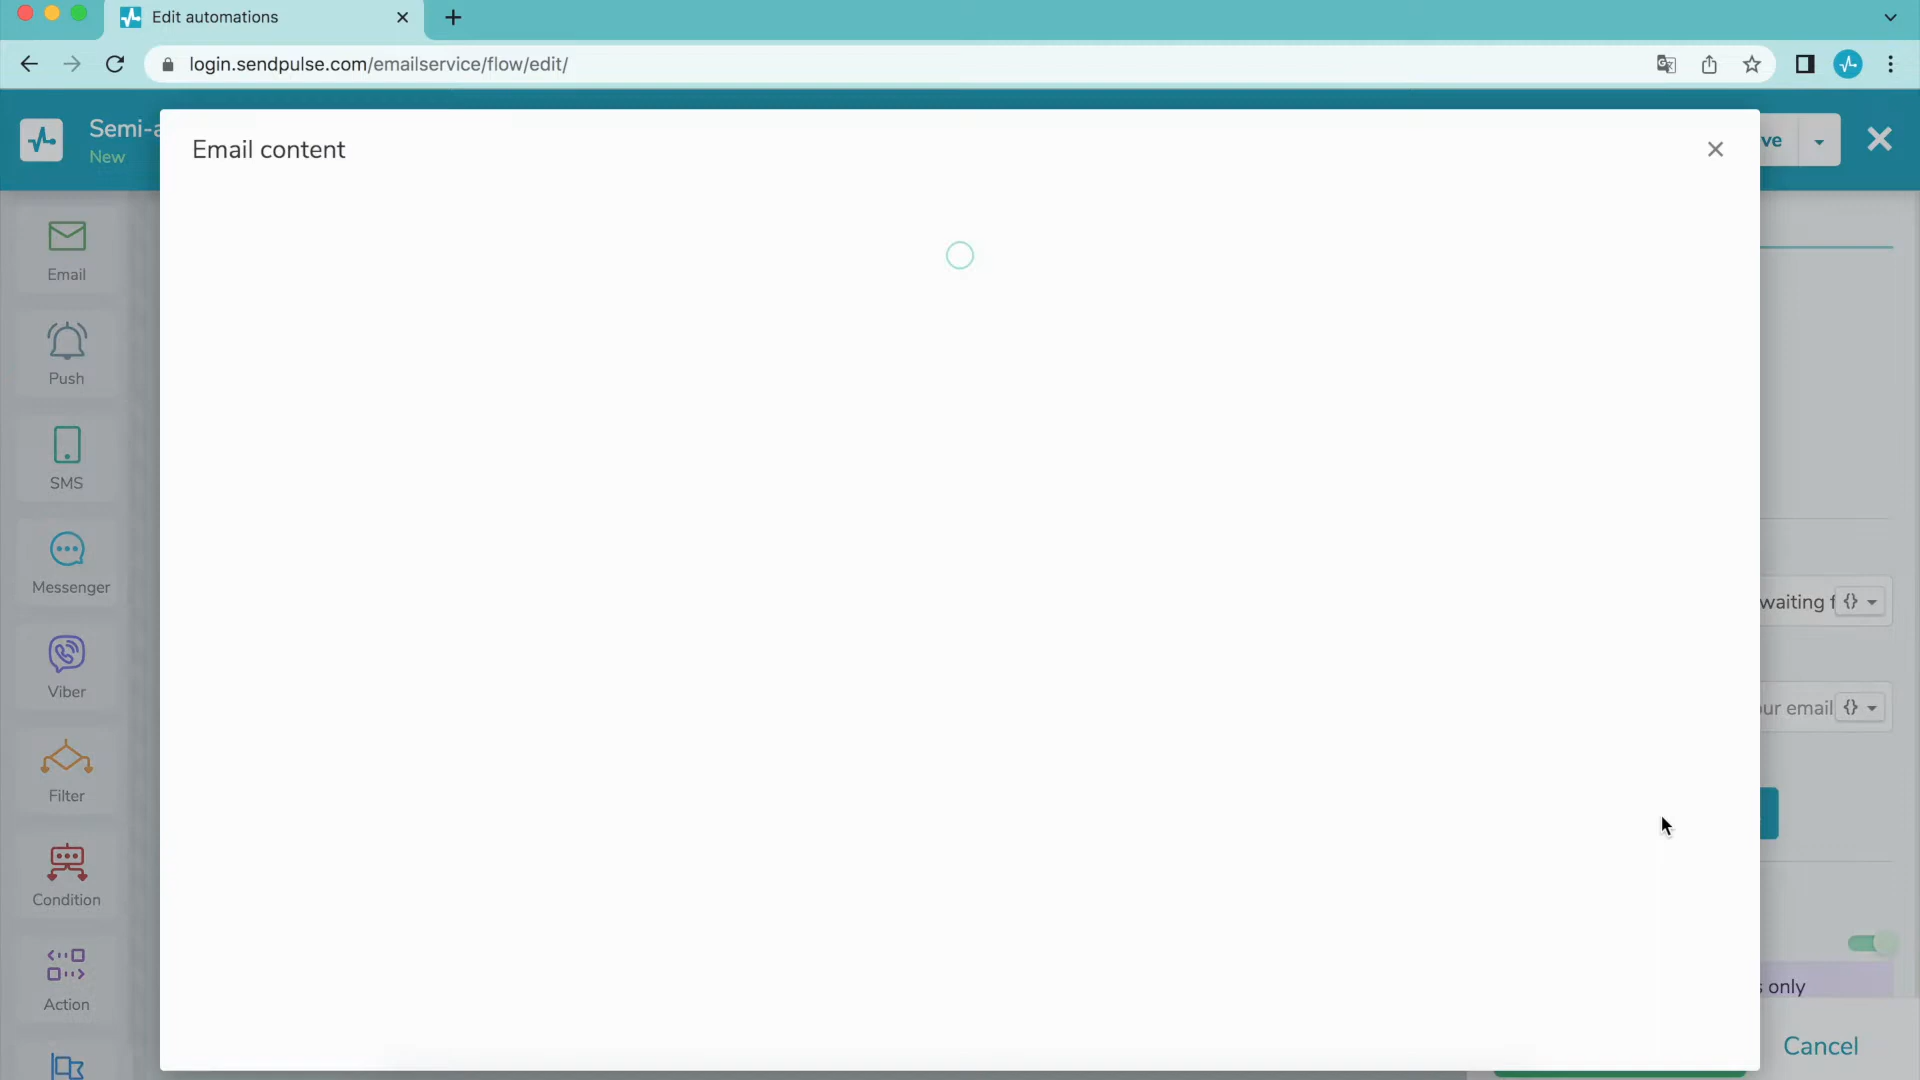 Edit automations
login.sendpulse.com/emailservice/flow/edit/
Semi-a
New
Email content
ve
Email
Push
SMS
Messenger
Viber
Filter
Condition
Action
waiting f {}
our email {}
s only
Cancel